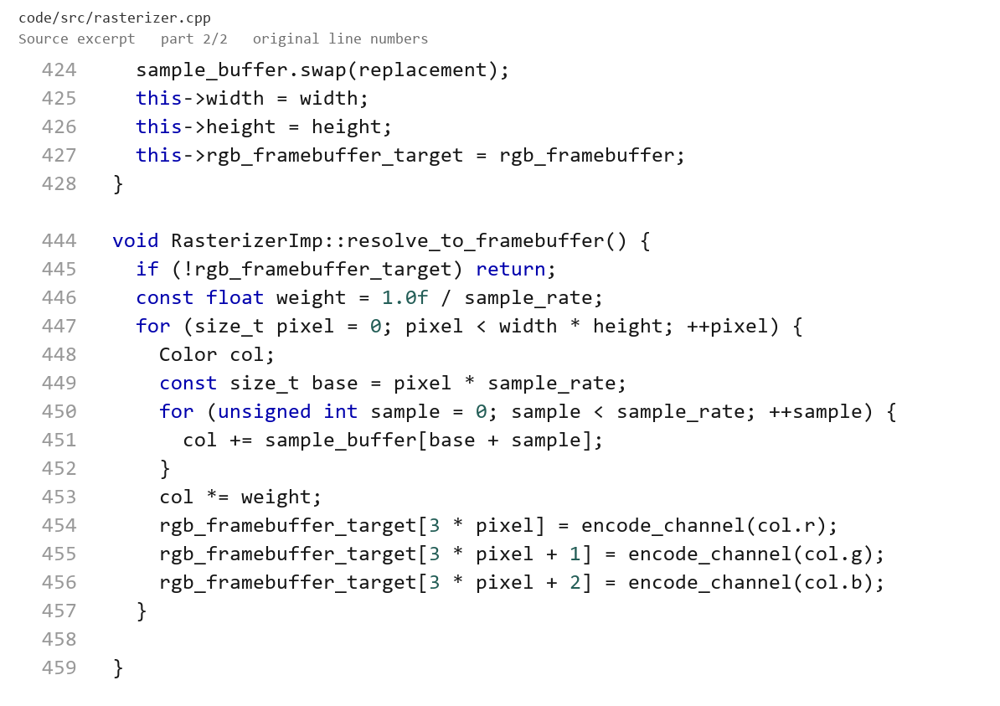 code/src/rasterizer.cpp
Source excerpt   part 2/2   original line numbers
424     sample_buffer.swap(replacement);
425     this->width = width;
426     this->height = height;
427     this->rgb_framebuffer_target = rgb_framebuffer;
428   }
444   void RasterizerImp::resolve_to_framebuffer() {
445     if (!rgb_framebuffer_target) return;
446     const float weight = 1.0f / sample_rate;
447     for (size_t pixel = 0; pixel < width * height; ++pixel) {
448       Color col;
449       const size_t base = pixel * sample_rate;
450       for (unsigned int sample = 0; sample < sample_rate; ++sample) {
451         col += sample_buffer[base + sample];
452       }
453       col *= weight;
454       rgb_framebuffer_target[3 * pixel] = encode_channel(col.r);
455       rgb_framebuffer_target[3 * pixel + 1] = encode_channel(col.g);
456       rgb_framebuffer_target[3 * pixel + 2] = encode_channel(col.b);
457     }
458
459   }